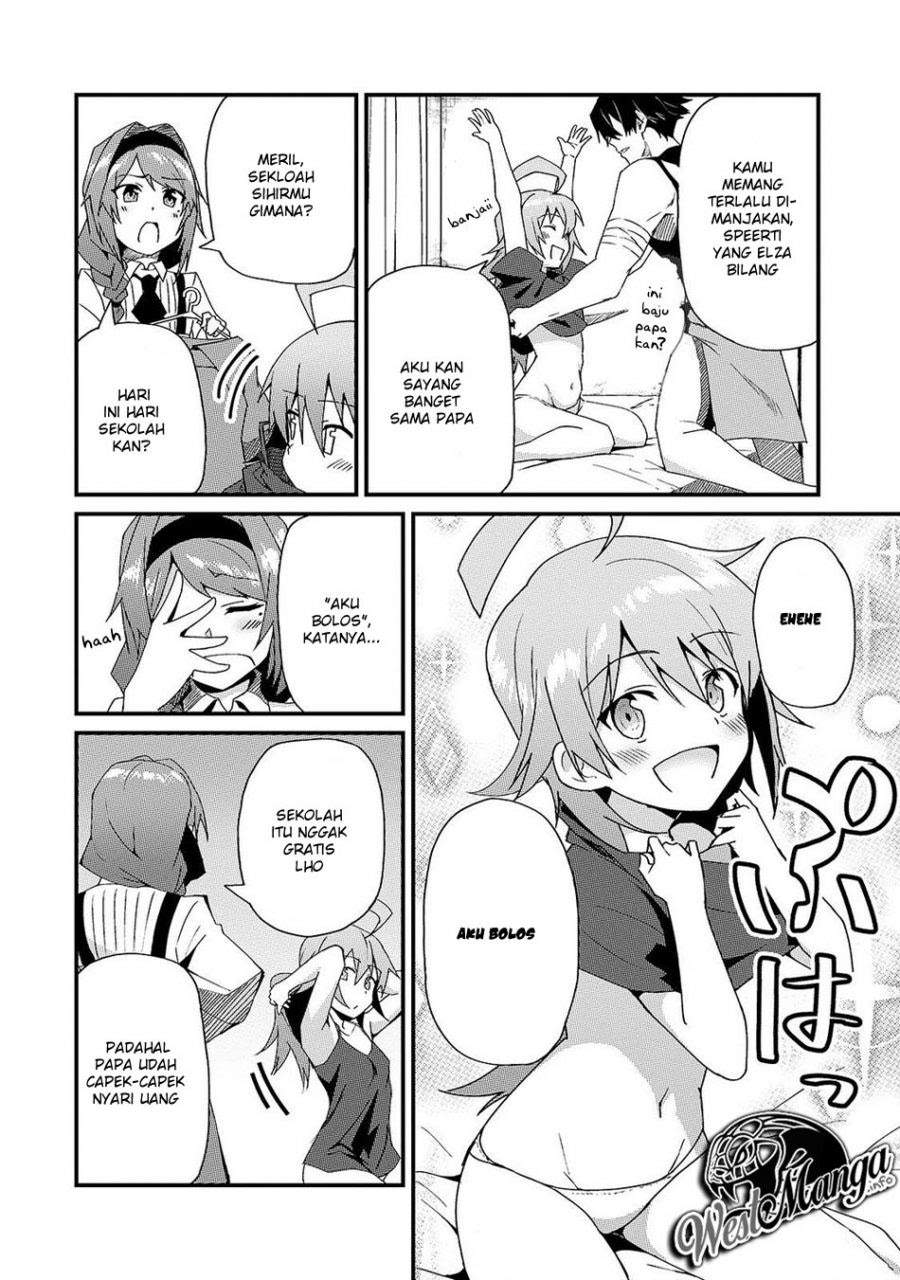 KAMU
MEMANG
TERLALU DI-
MANJAKAN,
SPEERTI
YANG ELZA
BILANG
banjaii
ini
baju
papa
kan?
AKU KAN
SAYANG
BANGET
SAMA PAPA
MERIL,
SEKLOAH
SIHIRMU
GIMANA?
HARI
INI HARI
SEKOLAH
KAN?
EHEHE
ぷはっ
AKU BOLOS
"AKU
BOLOS",
KATANYA...
haah
SEKOLAH
ITU NGGAK
GRATIS
LHO
PADAHAL
PAPA UDAH
CAPEK-CAPEK
NYARI UANG
WestManga
.info